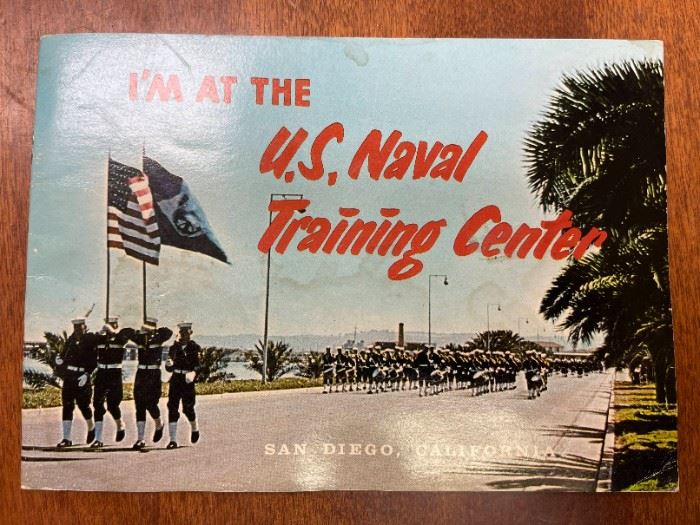 I'M AT THE
U.S. Naval
Training Center
SAN DIEGO, CALIFORNIA